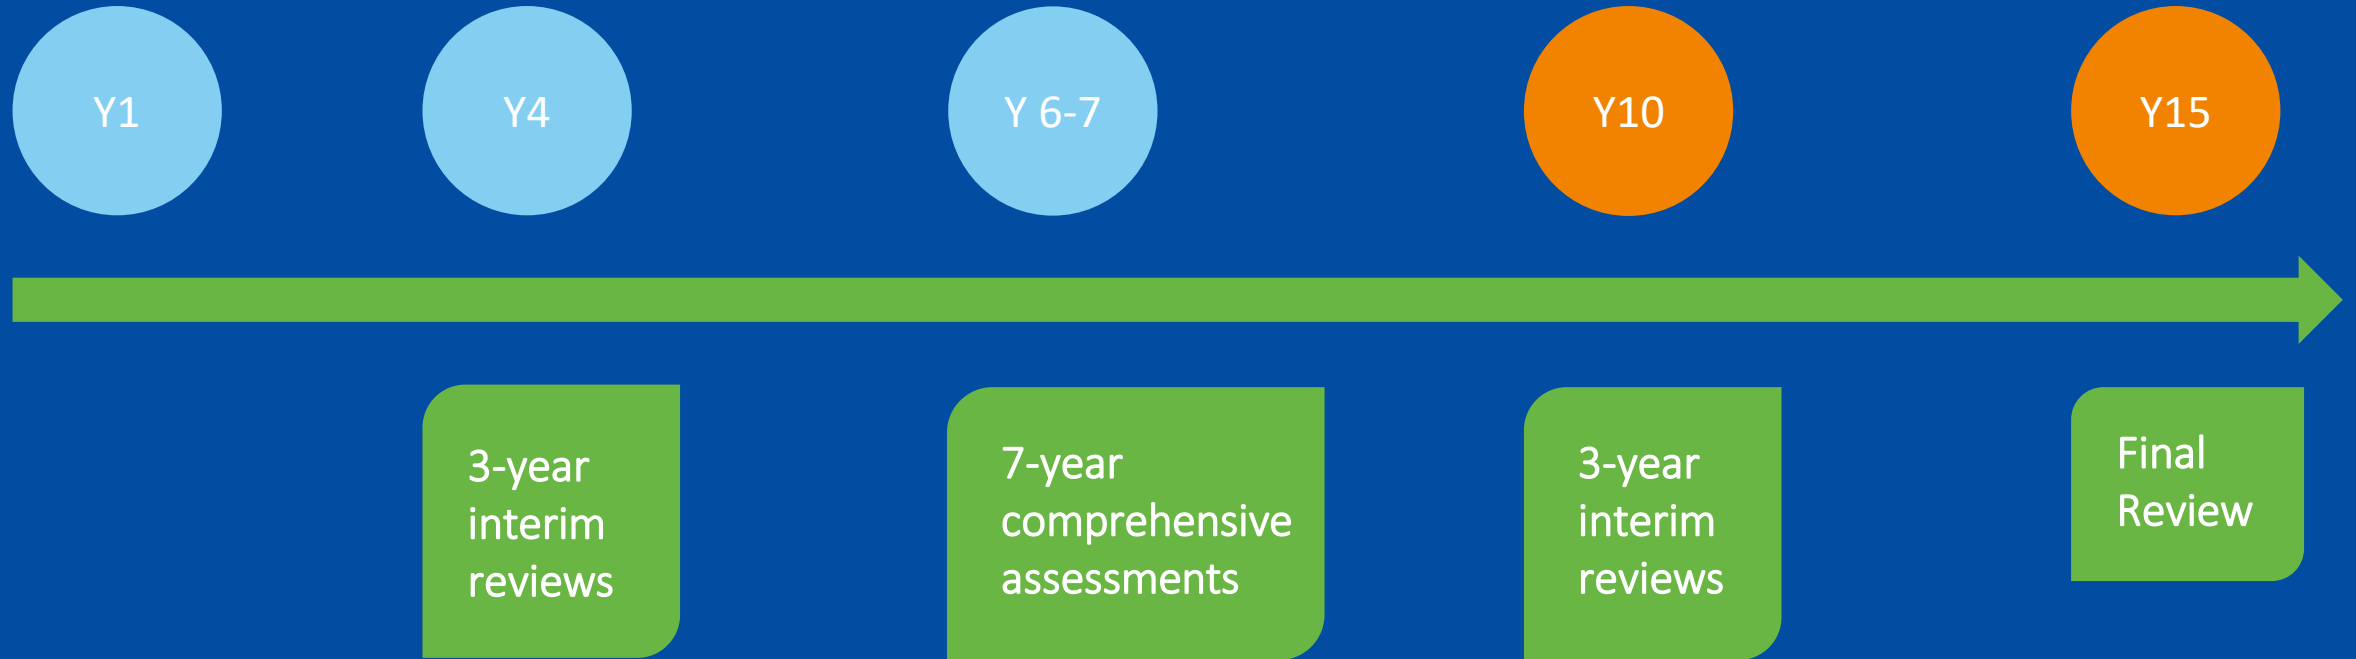 Y1
Y4
Y 6-7
Y10
Y15
3-year
interim
reviews
7-year
comprehensive
assessments
3-year
interim
reviews
Final
Review